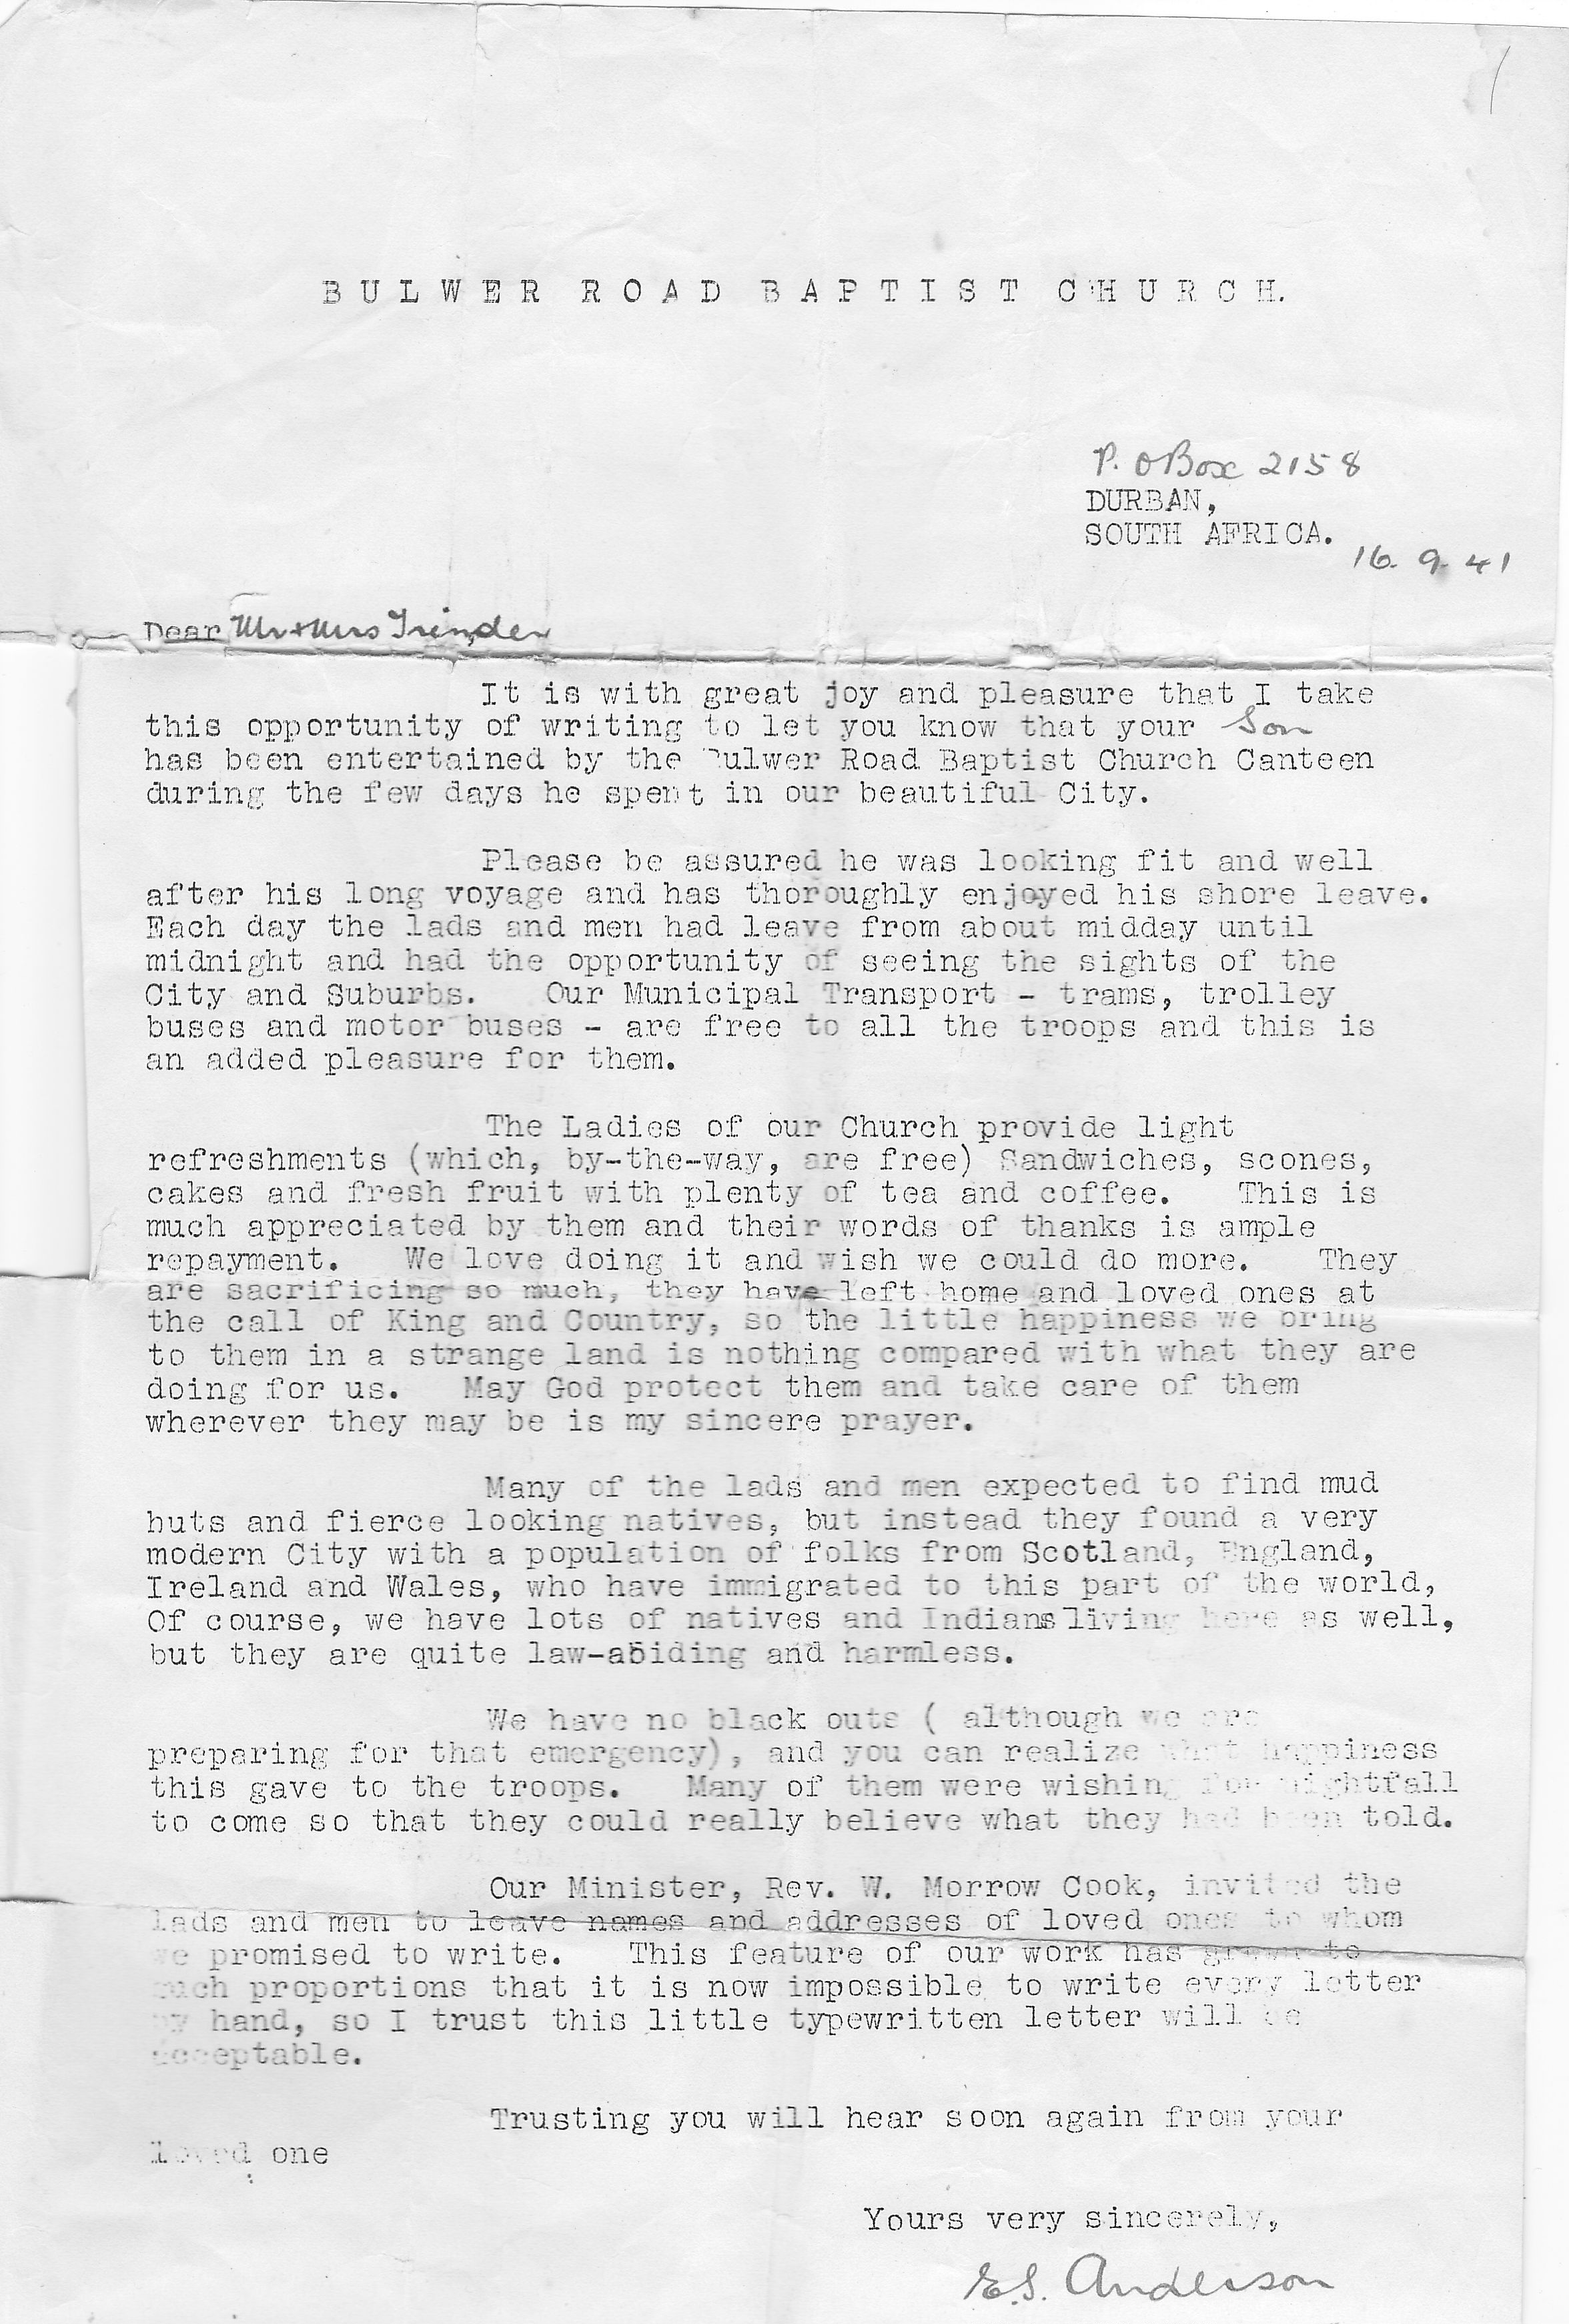 BULWER ROAD BAPTIST CHURCH.
P. O Box 2158
DURBAN,
SOUTH AFRICA.
16. 9. 41
Dear Mr & Mrs Trinder
It is with great joy and pleasure that I take
this opportunity of writing to let you know that your Son
has been entertained by the Bulwer Road Baptist Church Canteen
during the few days he spent in our beautiful City.
Please be assured he was looking fit and well
after his long voyage and has thoroughly enjoyed his shore leave.
Each day the lads and men had leave from about midday until
midnight and had the opportunity of seeing the sights of the
City and Suburbs. Our Municipal Transport - trams, trolley
buses and motor buses - are free to all the troops and this is
an added pleasure for them.
The Ladies of our Church provide light
refreshments (which, by-the-way, are free) Sandwiches, scones,
cakes and fresh fruit with plenty of tea and coffee. This is
much appreciated by them and their words of thanks is ample
repayment. We love doing it and wish we could do more. They
are sacrificing so much, they have left home and loved ones at
the call of King and Country, so the little happiness we bring
to them in a strange land is nothing compared with what they are
doing for us. May God protect them and take care of them
wherever they may be is my sincere prayer.
Many of the lads and men expected to find mud
huts and fierce looking natives, but instead they found a very
modern City with a population of folks from Scotland, England,
Ireland and Wales, who have immigrated to this part of the world,
Of course, we have lots of natives and Indians living here as well,
but they are quite law-abiding and harmless.
We have no black outs ( although we are
preparing for that emergency), and you can realize what happiness
this gave to the troops. Many of them were wishing for nightfall
to come so that they could really believe what they had been told.
Our Minister, Rev. W. Morrow Cook, invited the
lads and men to leave names and addresses of loved ones to whom
we promised to write. This feature of our work has grown to
such proportions that it is now impossible to write every letter
by hand, so I trust this little typewritten letter will be
acceptable.
Trusting you will hear soon again from your
loved one
Yours very sincerely,
E.S. Anderson